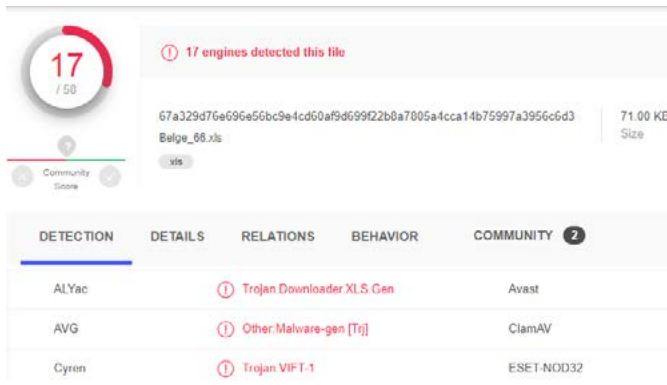 17
/ 58
17 engines detected this file
67a329d76e696e56bc9e4cd60af9d699f22b8a7805a4cca14b75997a3956c6d3
Belge_66.xls
xls
71.00 KB
Size
?
Community
Score
DETECTION DETAILS RELATIONS BEHAVIOR COMMUNITY 2
ALYac Trojan.Downloader.XLS.Gen Avast
AVG Other:Malware-gen [Trj] ClamAV
Cyren Trojan.VIFT-1 ESET-NOD32